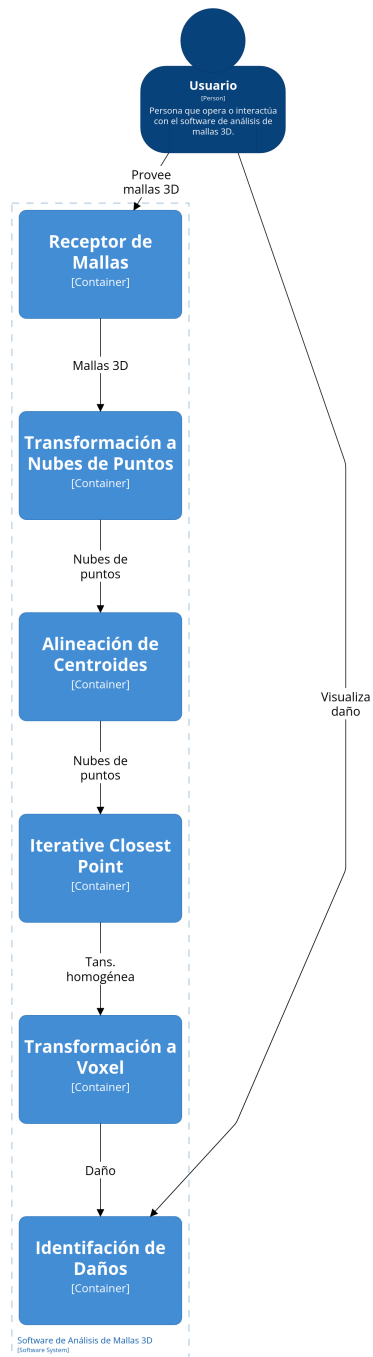 Usuario
[Person]
Persona que opera o interactúa
con el software de análisis de
mallas 3D.
Provee
mallas 3D
Receptor de
Mallas
[Container]
Mallas 3D
Transformación a
Nubes de Puntos
[Container]
Nubes de
puntos
Alineación de
Centroides
[Container]
Visualiza
daño
Nubes de
puntos
Iterative Closest
Point
[Container]
Tans.
homogénea
Transformación a
Voxel
[Container]
Daño
Identifación de
Daños
[Container]
Software de Análisis de Mallas 3D
[Software System]